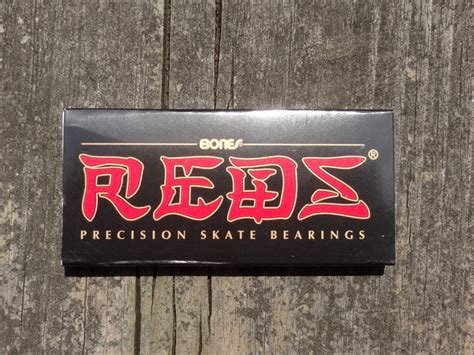 BONES
REDS®
PRECISION SKATE BEARINGS